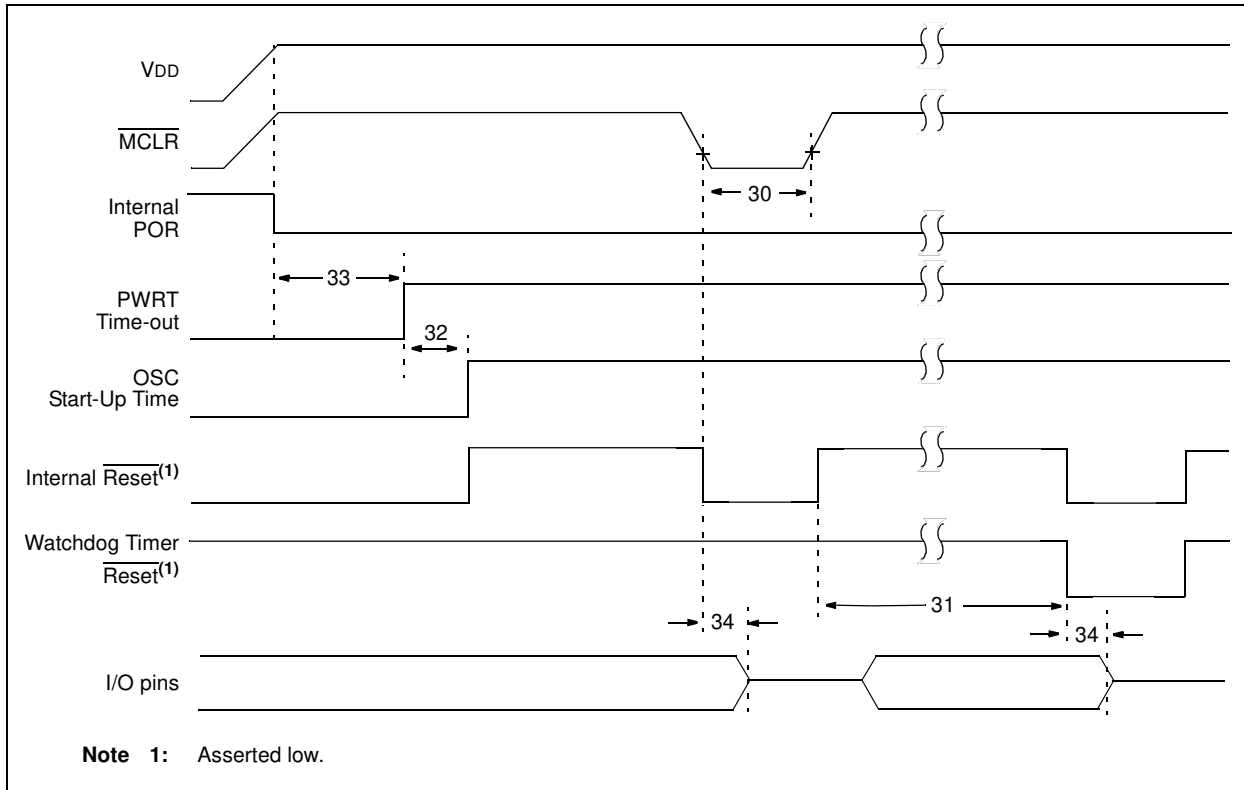 VDD
MCLR
30
Internal
POR
33
PWRT
Time-out
32
OSC
Start-Up Time
Internal Reset(1)
Watchdog Timer
Reset(1)
31
34
34
I/O pins
Note 1: Asserted low.